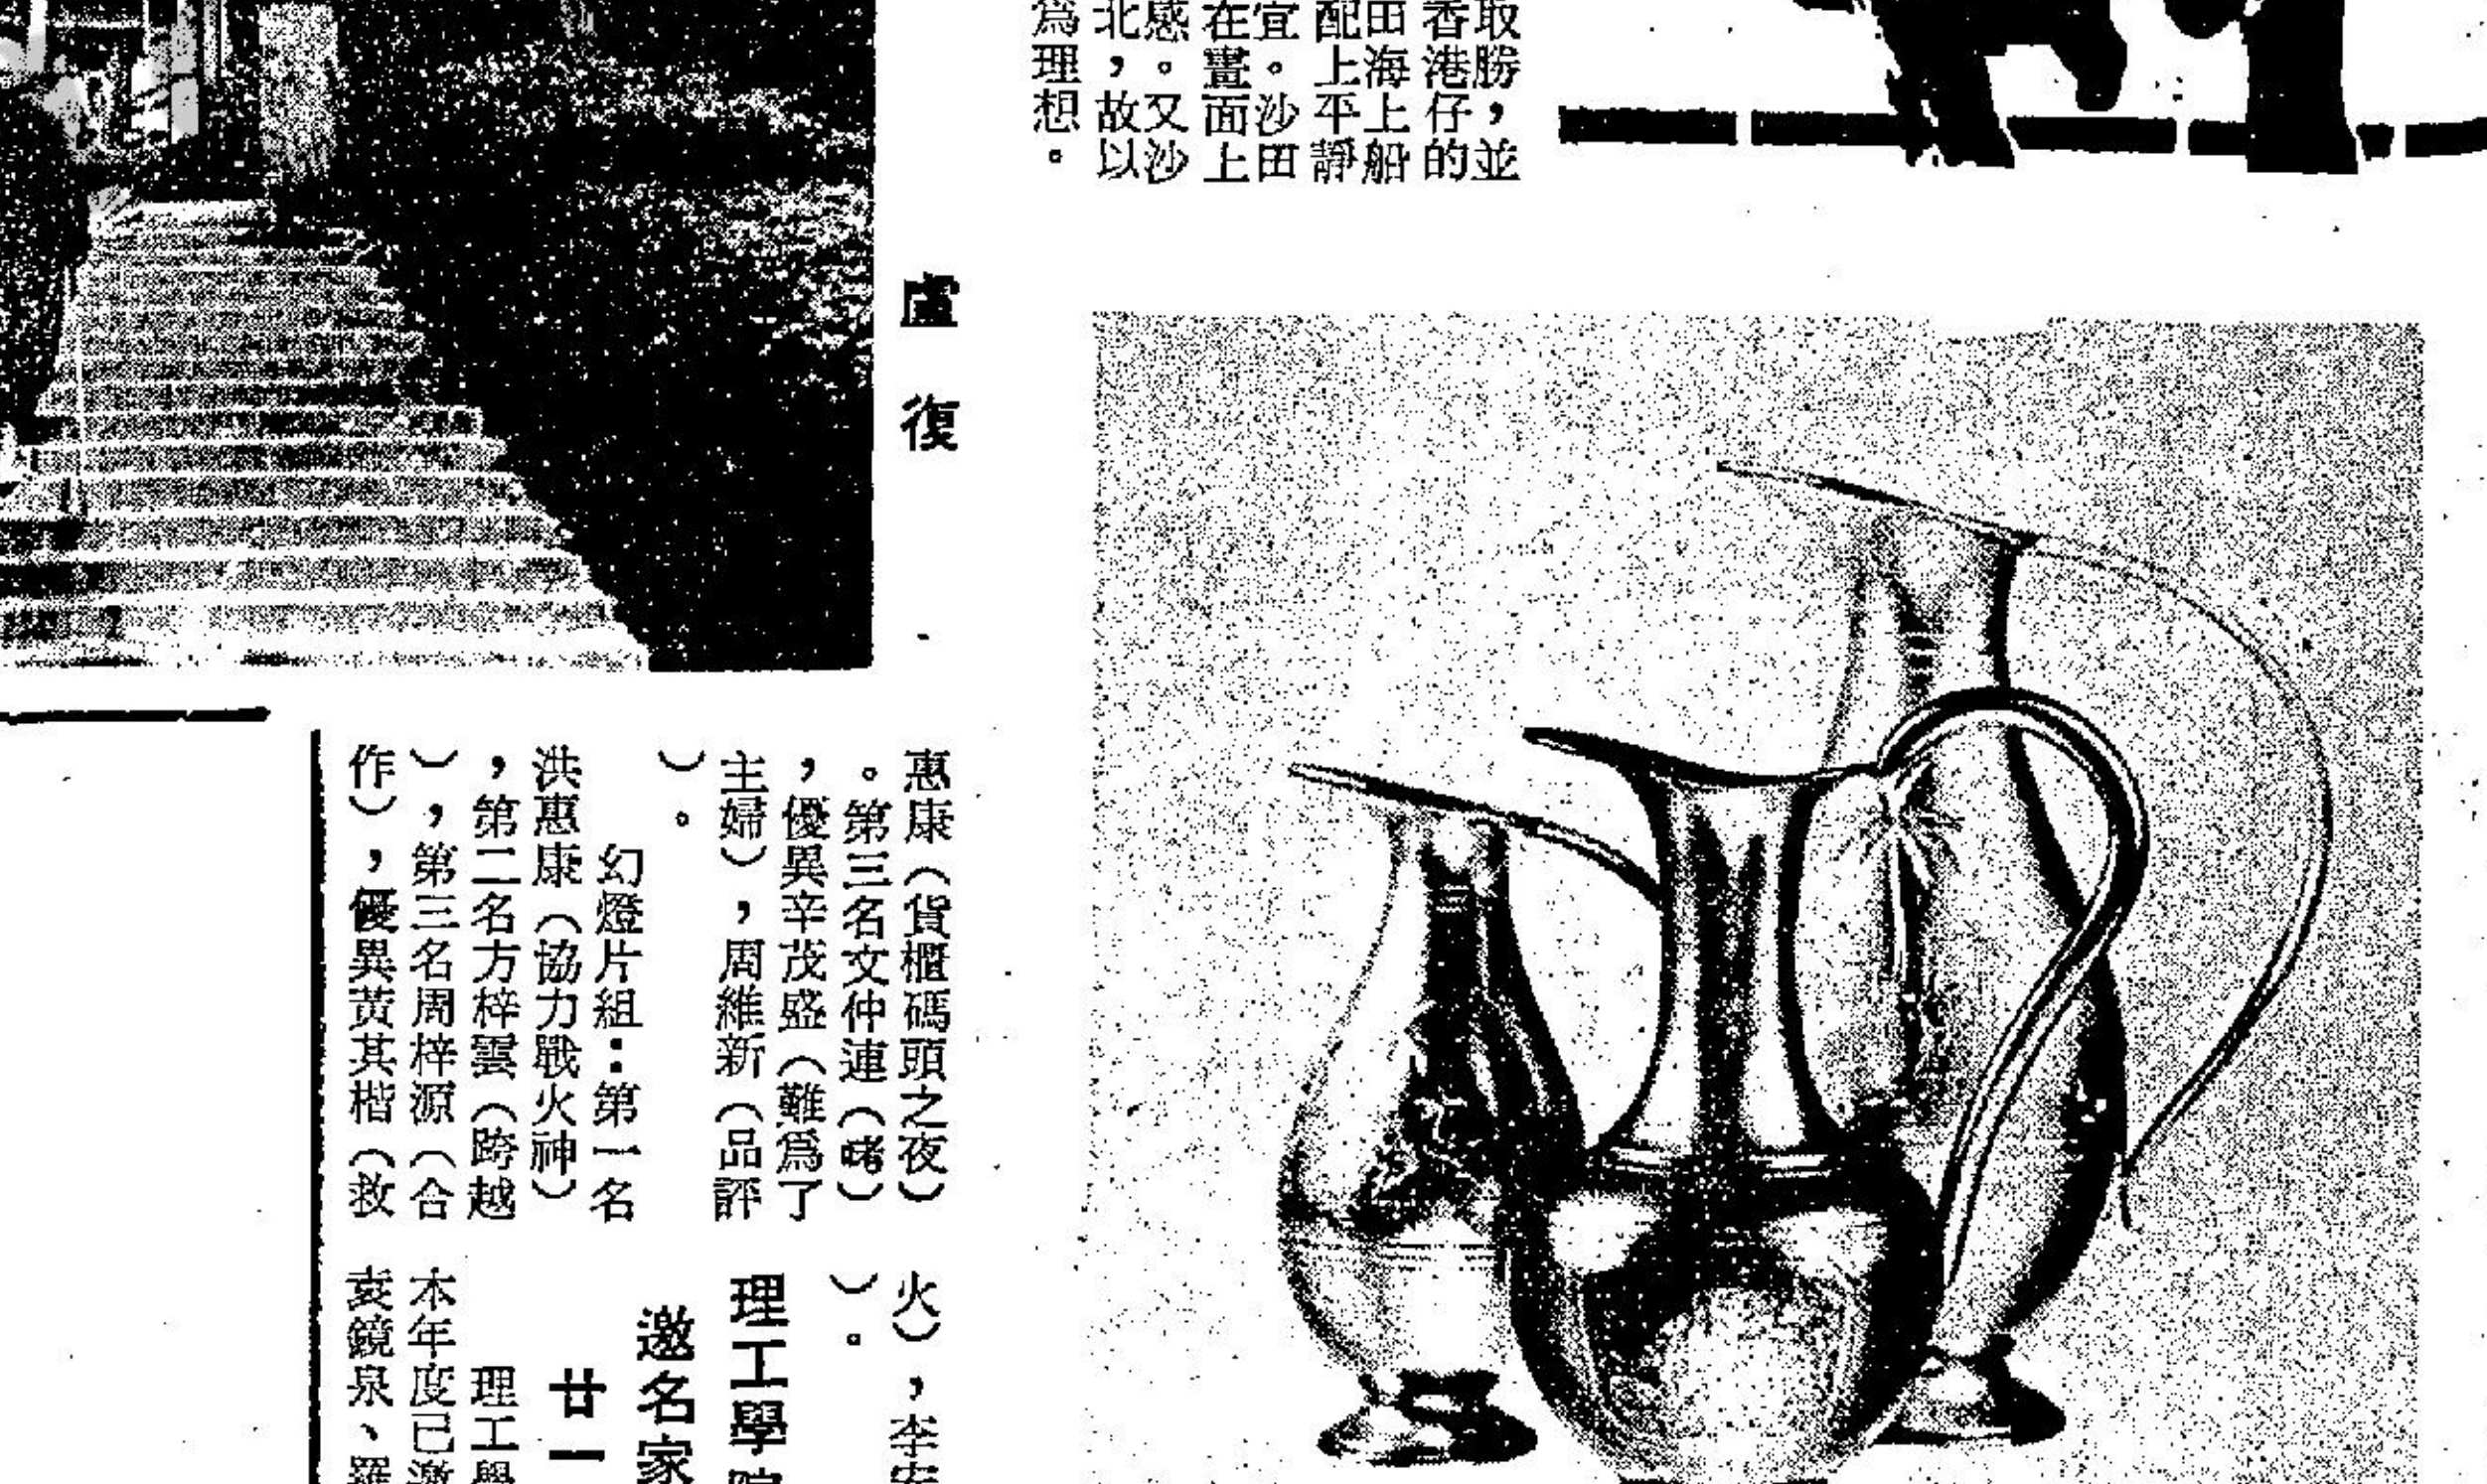 取勝，並
香港仔的
田海上船
配上平靜
宜。沙田
在畫面上
感。又沙
北，故以
為理想。
盧復
惠康（貨櫃碼頭之夜）
。第三名文仲連（
，優異辛茂盛（難為了
主婦），周維新（品評
）。
幻燈片組：第一名
洪惠康（協力戰火神）
，第二名方梓雲（跨越
），第三名周梓源（合
作），優異黃其楷（救
火），李
）。
理工學院
邀名家
廿一
理工學
本年度已邀
袁鏡泉、羅